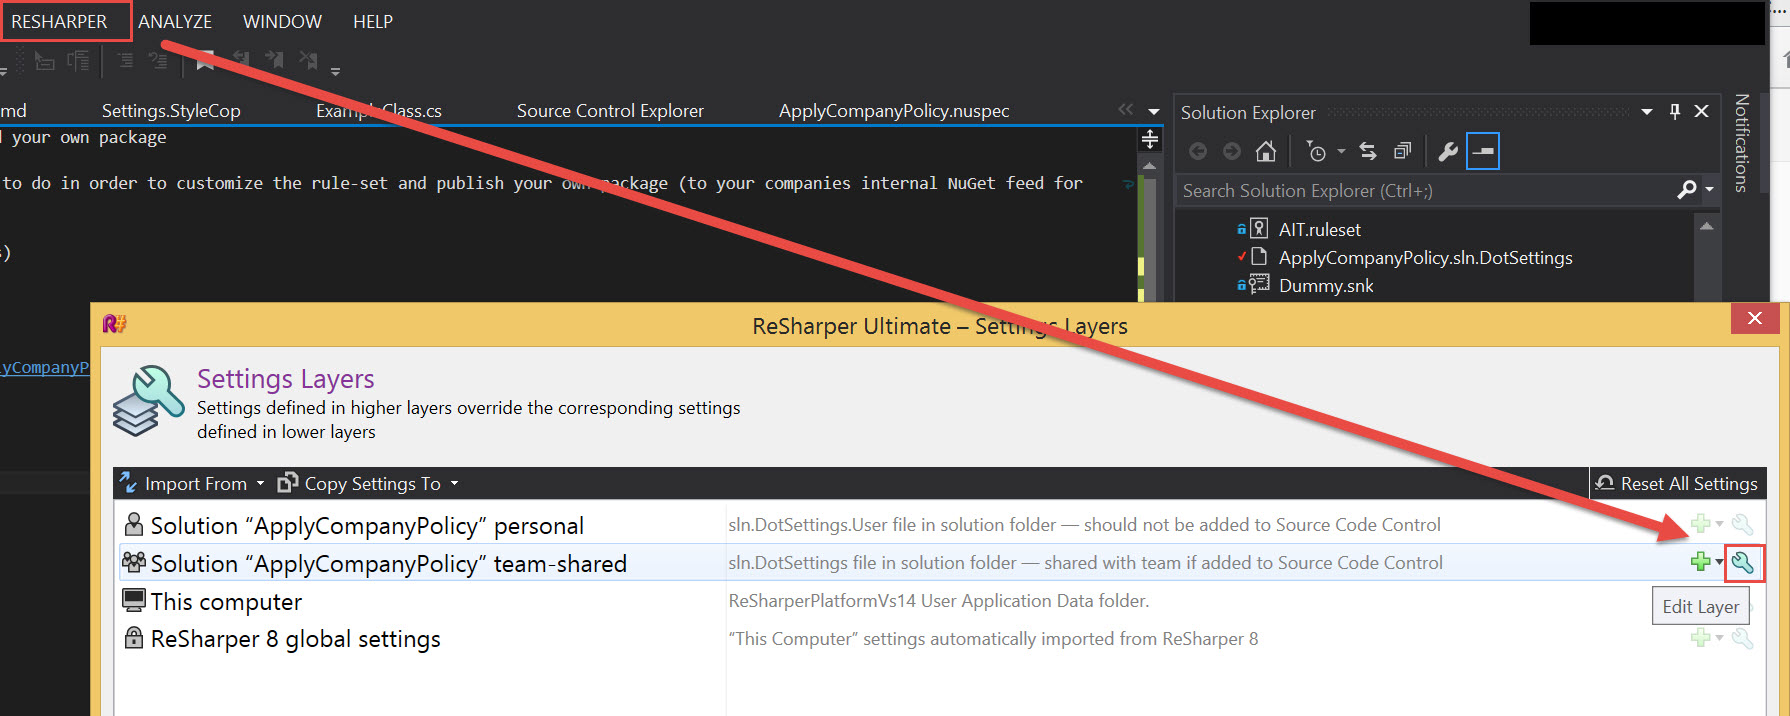 RESHARPER ANALYZE WINDOW HELP
md Settings.StyleCop ExampleClass.cs Source Control Explorer ApplyCompanyPolicy.nuspec
your own package
to do in order to customize the rule-set and publish your own package (to your companies internal NuGet feed for
Solution Explorer
Notifications
Search Solution Explorer (Ctrl+;)
AIT.ruleset
ApplyCompanyPolicy.sln.DotSettings
Dummy.snk
lyCompanyP
R#
ReSharper Ultimate – Settings Layers
Settings Layers
Settings defined in higher layers override the corresponding settings
defined in lower layers
Import From Copy Settings To Reset All Settings
Solution “ApplyCompanyPolicy” personal sln.DotSettings.User file in solution folder — should not be added to Source Code Control
Solution “ApplyCompanyPolicy” team-shared sln.DotSettings file in solution folder — shared with team if added to Source Code Control
This computer ReSharperPlatformVs14 User Application Data folder.
Edit Layer
ReSharper 8 global settings “This Computer” settings automatically imported from ReSharper 8